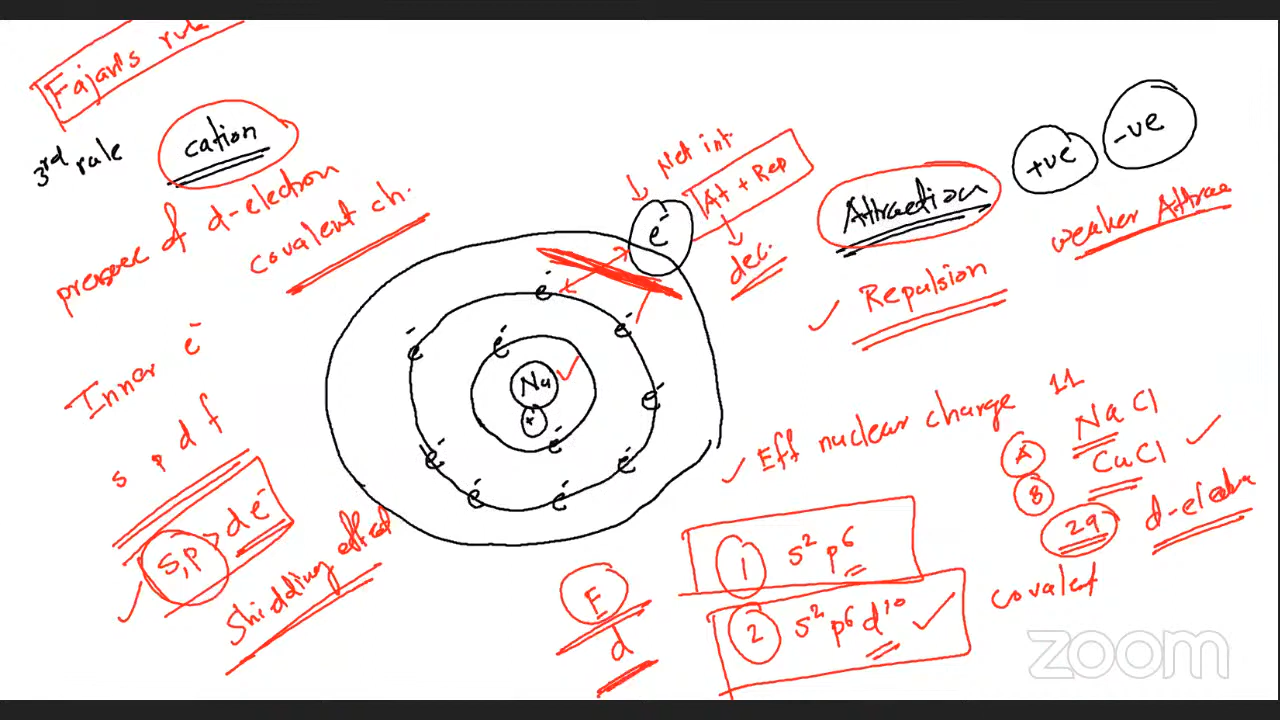 Fajan's rule
3rd rule cation
presence of d-electron
covalent ch.
Inner é
s, p, d f
s,p > d é
Shielding effect
Net int
At + Rep
dec.
é
é
é
é
é
é
é
é
é
é
é
Na
+
Attraction
+ve
-ve
weaker Attrac
Repulsion
Eff nuclear charge
11
A NaCl
B CuCl
29 d-electron
covalent
1 s² p⁶
2 s² p⁶ d¹⁰
d
zoom